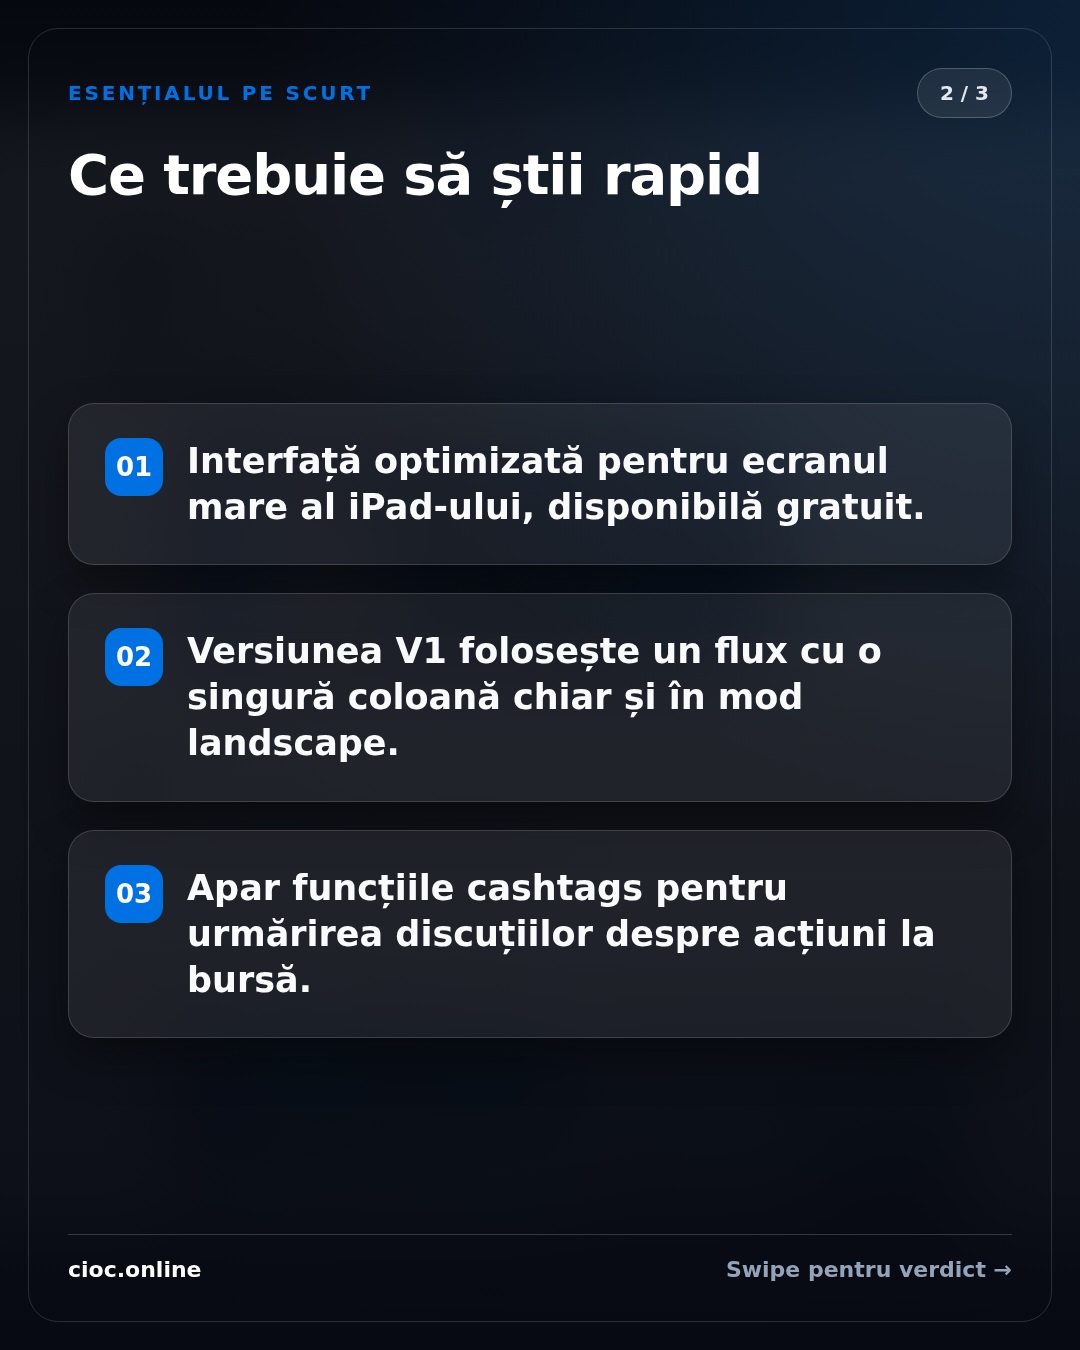 ESENȚIALUL PE SCURT
2 / 3
Ce trebuie să știi rapid
01
Interfață optimizată pentru ecranul
mare al iPad-ului, disponibilă gratuit.
02
Versiunea V1 folosește un flux cu o
singură coloană chiar și în mod
landscape.
03
Apar funcțiile cashtags pentru
urmărirea discuțiilor despre acțiuni la
bursă.
cioc.online
Swipe pentru verdict →